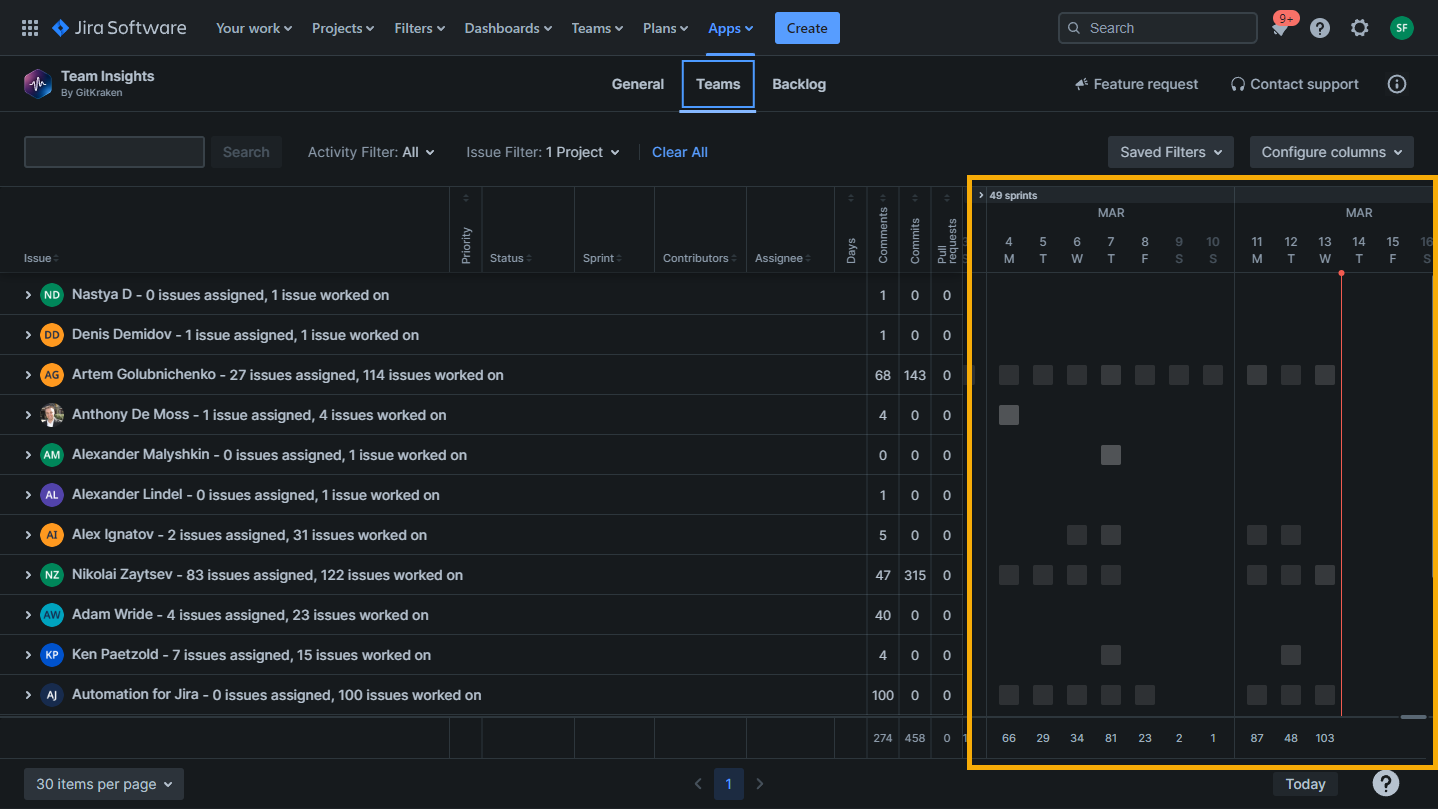 Jira Software Your work Projects Filters Dashboards Teams Plans Apps Create Search 9+ SF
Team Insights
By GitKraken
General Teams Backlog Feature request Contact support
Search Activity Filter: All Issue Filter: 1 Project Clear All Saved Filters Configure columns
49 sprints
MAR MAR
4 5 6 7 8 9 10 11 12 13 14 15 16
M T W T F S S M T W T F S
Issue Priority Status Sprint Contributors Assignee Days Comments Commits Pull requests
ND Nastya D - 0 issues assigned, 1 issue worked on 1 0 0
DD Denis Demidov - 1 issue assigned, 1 issue worked on 1 0 0
AG Artem Golubnichenko - 27 issues assigned, 114 issues worked on 68 143 0
Anthony De Moss - 1 issue assigned, 4 issues worked on 4 0 0
AM Alexander Malyshkin - 0 issues assigned, 1 issue worked on 0 0 0
AL Alexander Lindel - 0 issues assigned, 1 issue worked on 1 0 0
AI Alex Ignatov - 2 issues assigned, 31 issues worked on 5 0 0
NZ Nikolai Zaytsev - 83 issues assigned, 122 issues worked on 47 315 0
AW Adam Wride - 4 issues assigned, 23 issues worked on 40 0 0
KP Ken Paetzold - 7 issues assigned, 15 issues worked on 4 0 0
AJ Automation for Jira - 0 issues assigned, 100 issues worked on 100 0 0
274 458 0 66 29 34 81 23 2 1 87 48 103
30 items per page 1 Today ?